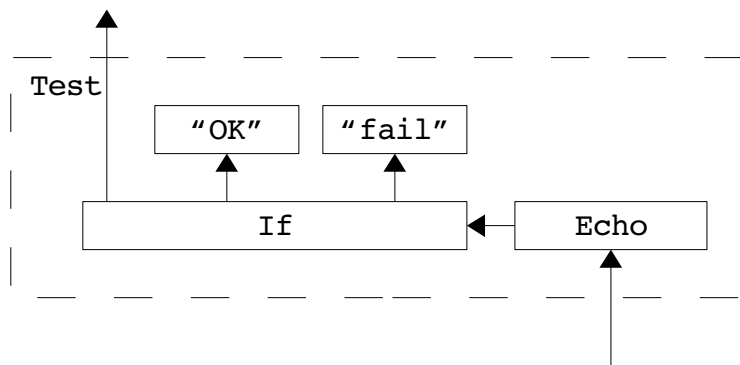 Test
“OK”
“fail”
If
Echo